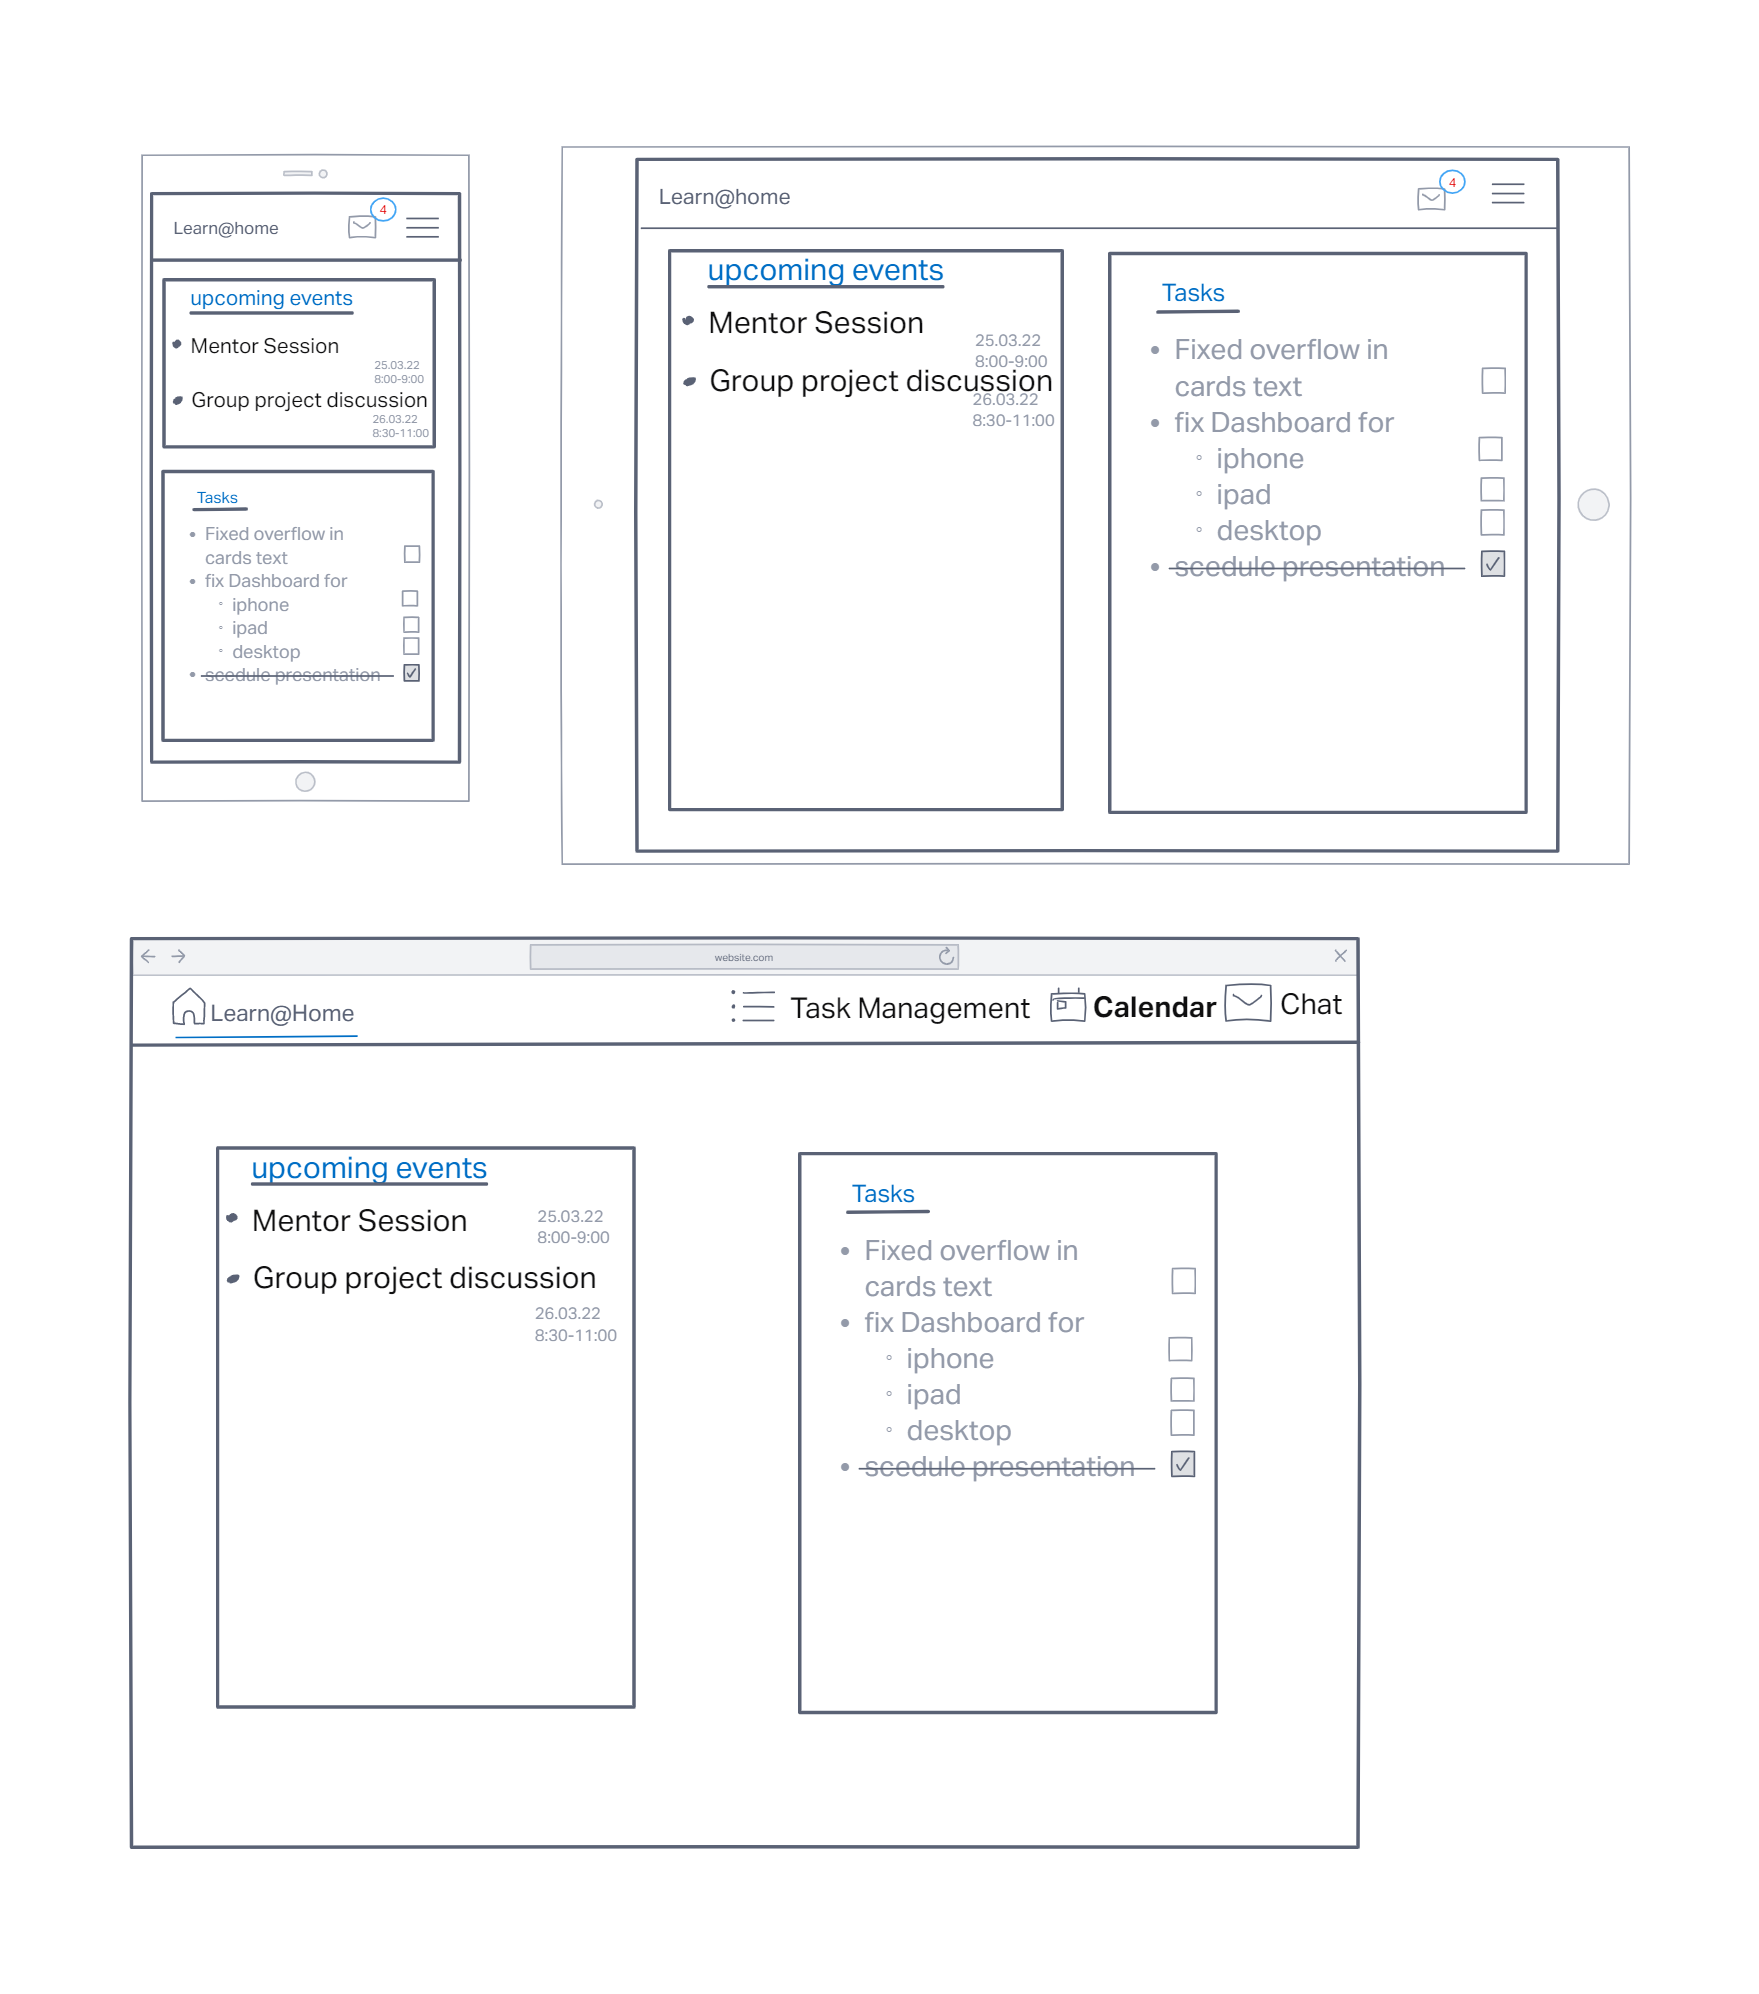 Learn@home
4
upcoming events
Mentor Session
25.03.22
8:00-9:00
Group project discussion
26.03.22
8:30-11:00
Tasks
Fixed overflow in
cards text
fix Dashboard for
iphone
ipad
desktop
scedule presentation
Learn@home
4
upcoming events
Mentor Session
25.03.22
8:00-9:00
Group project discussion
26.03.22
8:30-11:00
Tasks
Fixed overflow in
cards text
fix Dashboard for
iphone
ipad
desktop
scedule presentation
website.com
Learn@Home
Task Management
Calendar
Chat
upcoming events
Mentor Session
25.03.22
8:00-9:00
Group project discussion
26.03.22
8:30-11:00
Tasks
Fixed overflow in
cards text
fix Dashboard for
iphone
ipad
desktop
scedule presentation